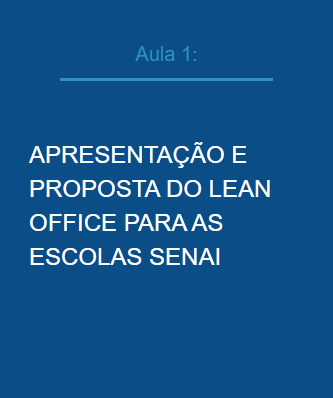 Aula 1:
APRESENTAÇÃO E
PROPOSTA DO LEAN
OFFICE PARA AS
ESCOLAS SENAI